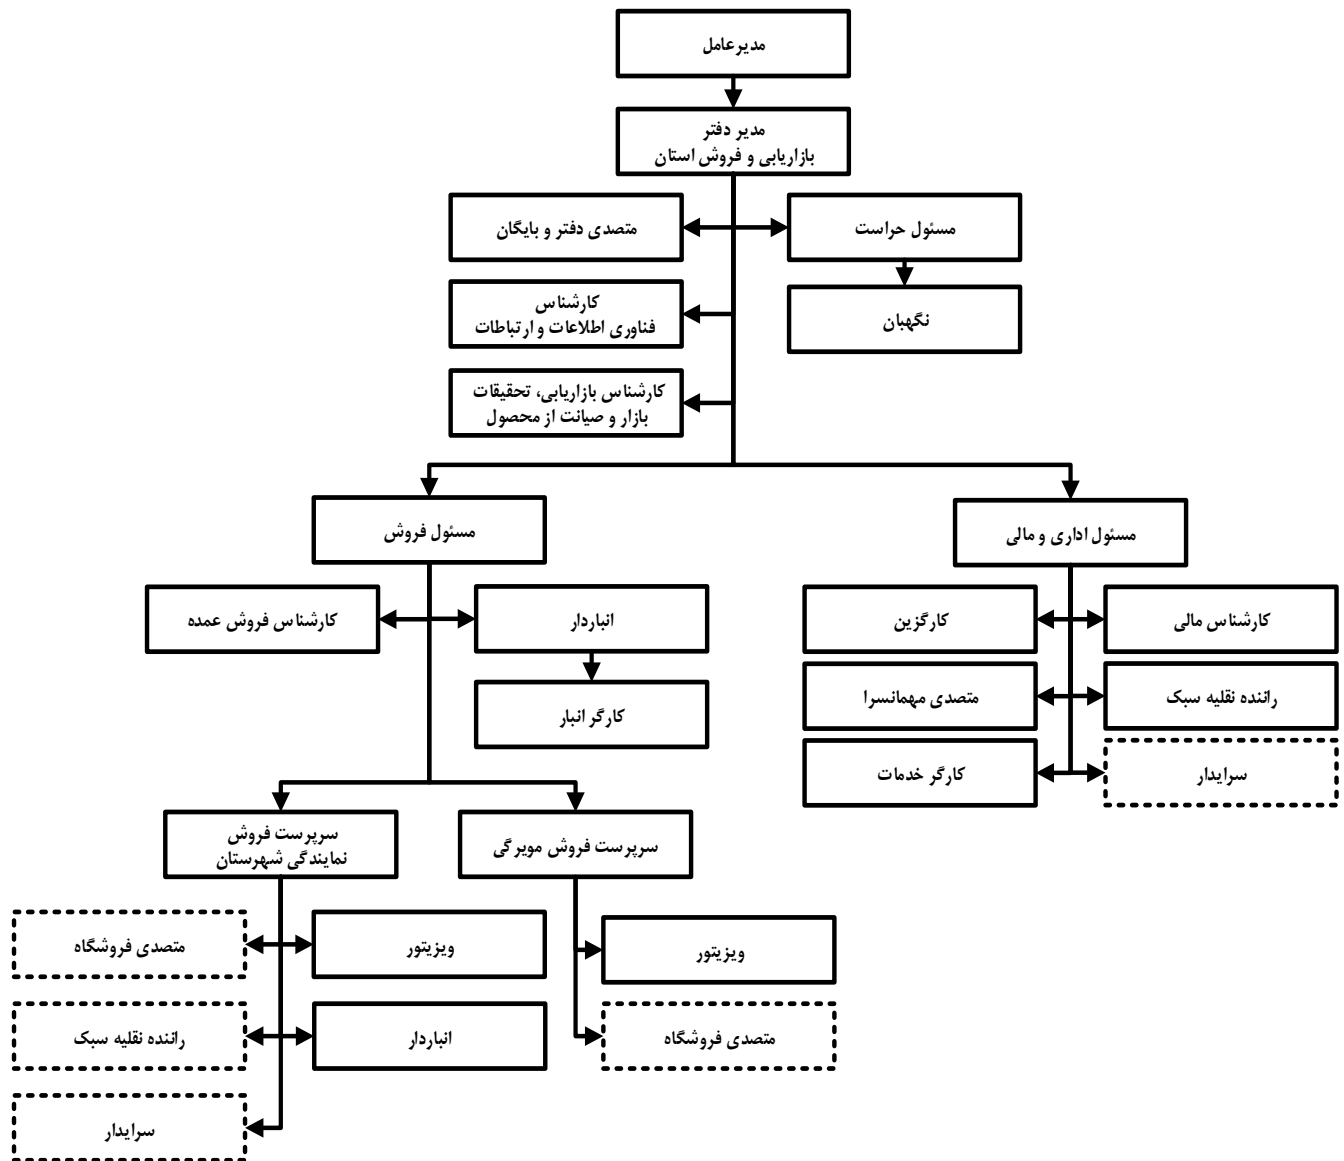 مدیرعامل
مدیر دفتر
بازاریابی و فروش استان
مسئول حراست
متصدی دفتر و بایگان
نگهبان
کارشناس
فناوری اطلاعات و ارتباطات
کارشناس بازاریابی، تحقیقات
بازار و صیانت از محصول
مسئول اداری و مالی
مسئول فروش
کارشناس مالی
کارگزین
انباردار
کارشناس فروش عمده
راننده نقلیه سبک
متصدی مهمانسرا
کارگر انبار
سرایدار
کارگر خدمات
سرپرست فروش مویرگی
سرپرست فروش
نمایندگی شهرستان
ویزیتور
ویزیتور
متصدی فروشگاه
متصدی فروشگاه
انباردار
راننده نقلیه سبک
سرایدار